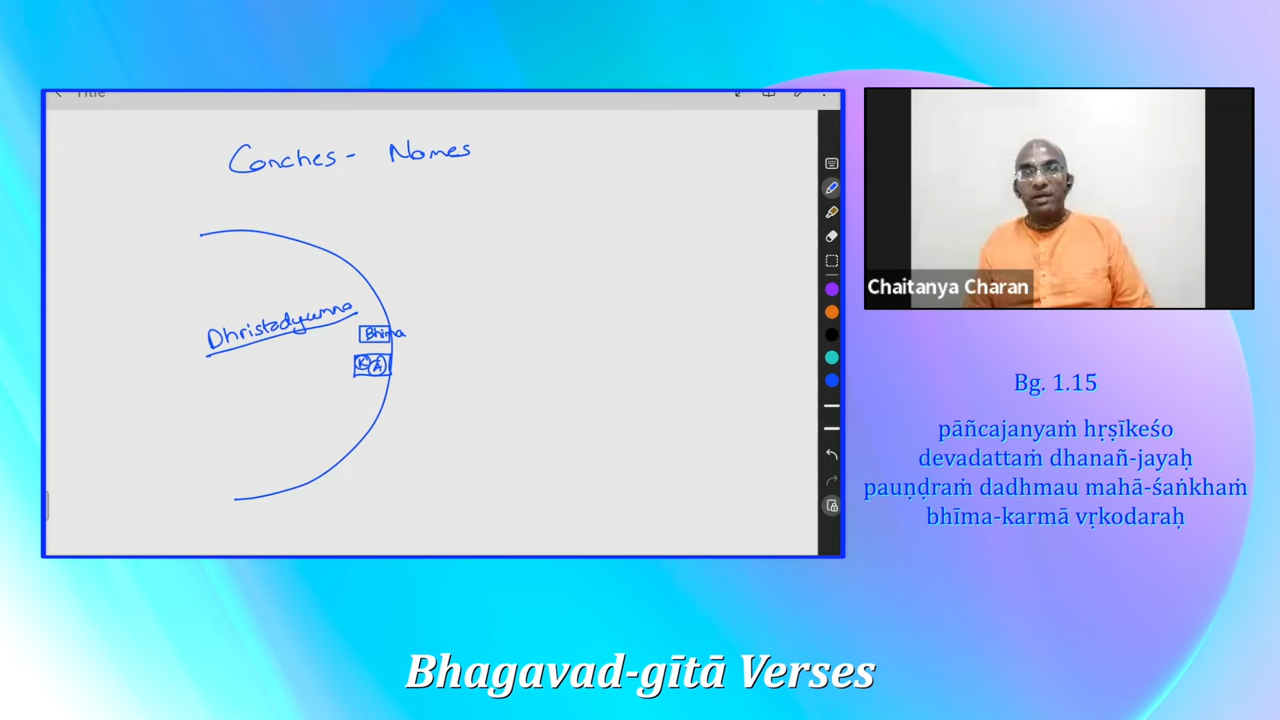 Title
Conches - Names
Dhristadyumna
Bhima
K A
Chaitanya Charan
Bg. 1.15
pāñcajanyaṁ hṛṣīkeśo
devadattaṁ dhanañ-jayaḥ
pauṇḍraṁ dadhmau mahā-śaṅkhaṁ
bhīma-karmā vṛkodaraḥ
Bhagavad-gītā Verses